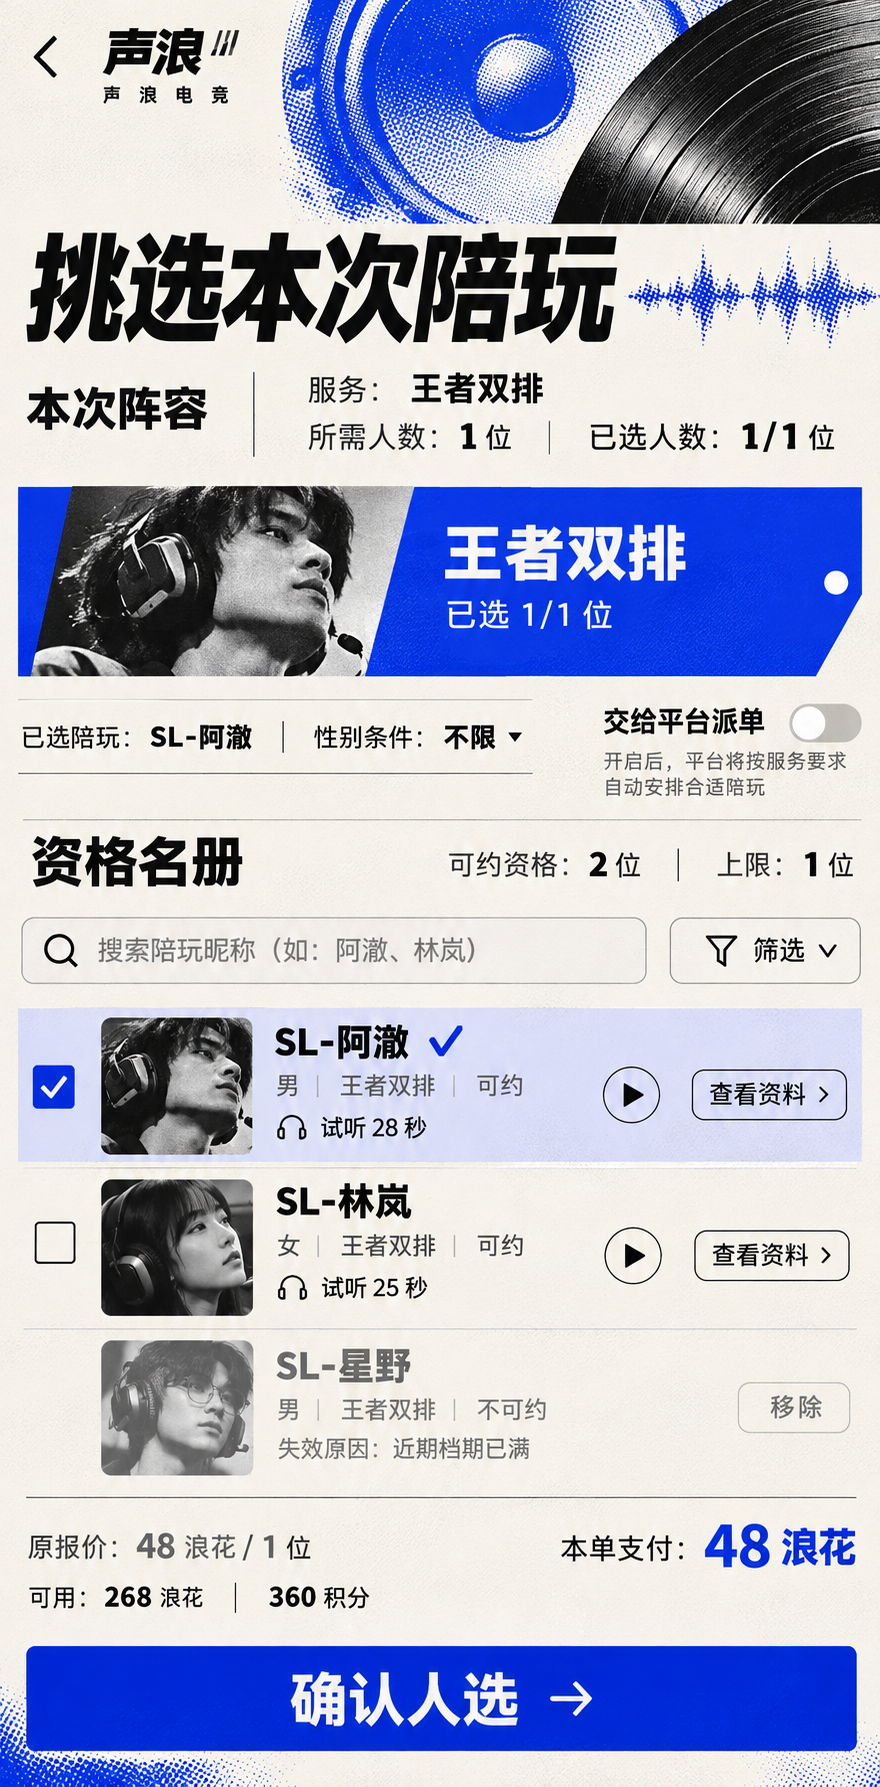 声浪
声浪电竞
挑选本次陪玩
本次阵容
服务： 王者双排
所需人数：1 位 | 已选人数：1/1 位
王者双排
已选 1/1 位
已选陪玩：SL-阿澈 | 性别条件：不限
交给平台派单
开启后，平台将按服务要求
自动安排合适陪玩
资格名册
可约资格：2 位 | 上限：1 位
搜索陪玩昵称（如：阿澈、林岚）
筛选
SL-阿澈
男 | 王者双排 | 可约
试听 28 秒
查看资料
SL-林岚
女 | 王者双排 | 可约
试听 25 秒
查看资料
SL-星野
男 | 王者双排 | 不可约
失效原因：近期档期已满
移除
原报价：48 浪花 / 1 位
本单支付：48 浪花
可用：268 浪花 | 360 积分
确认人选 →